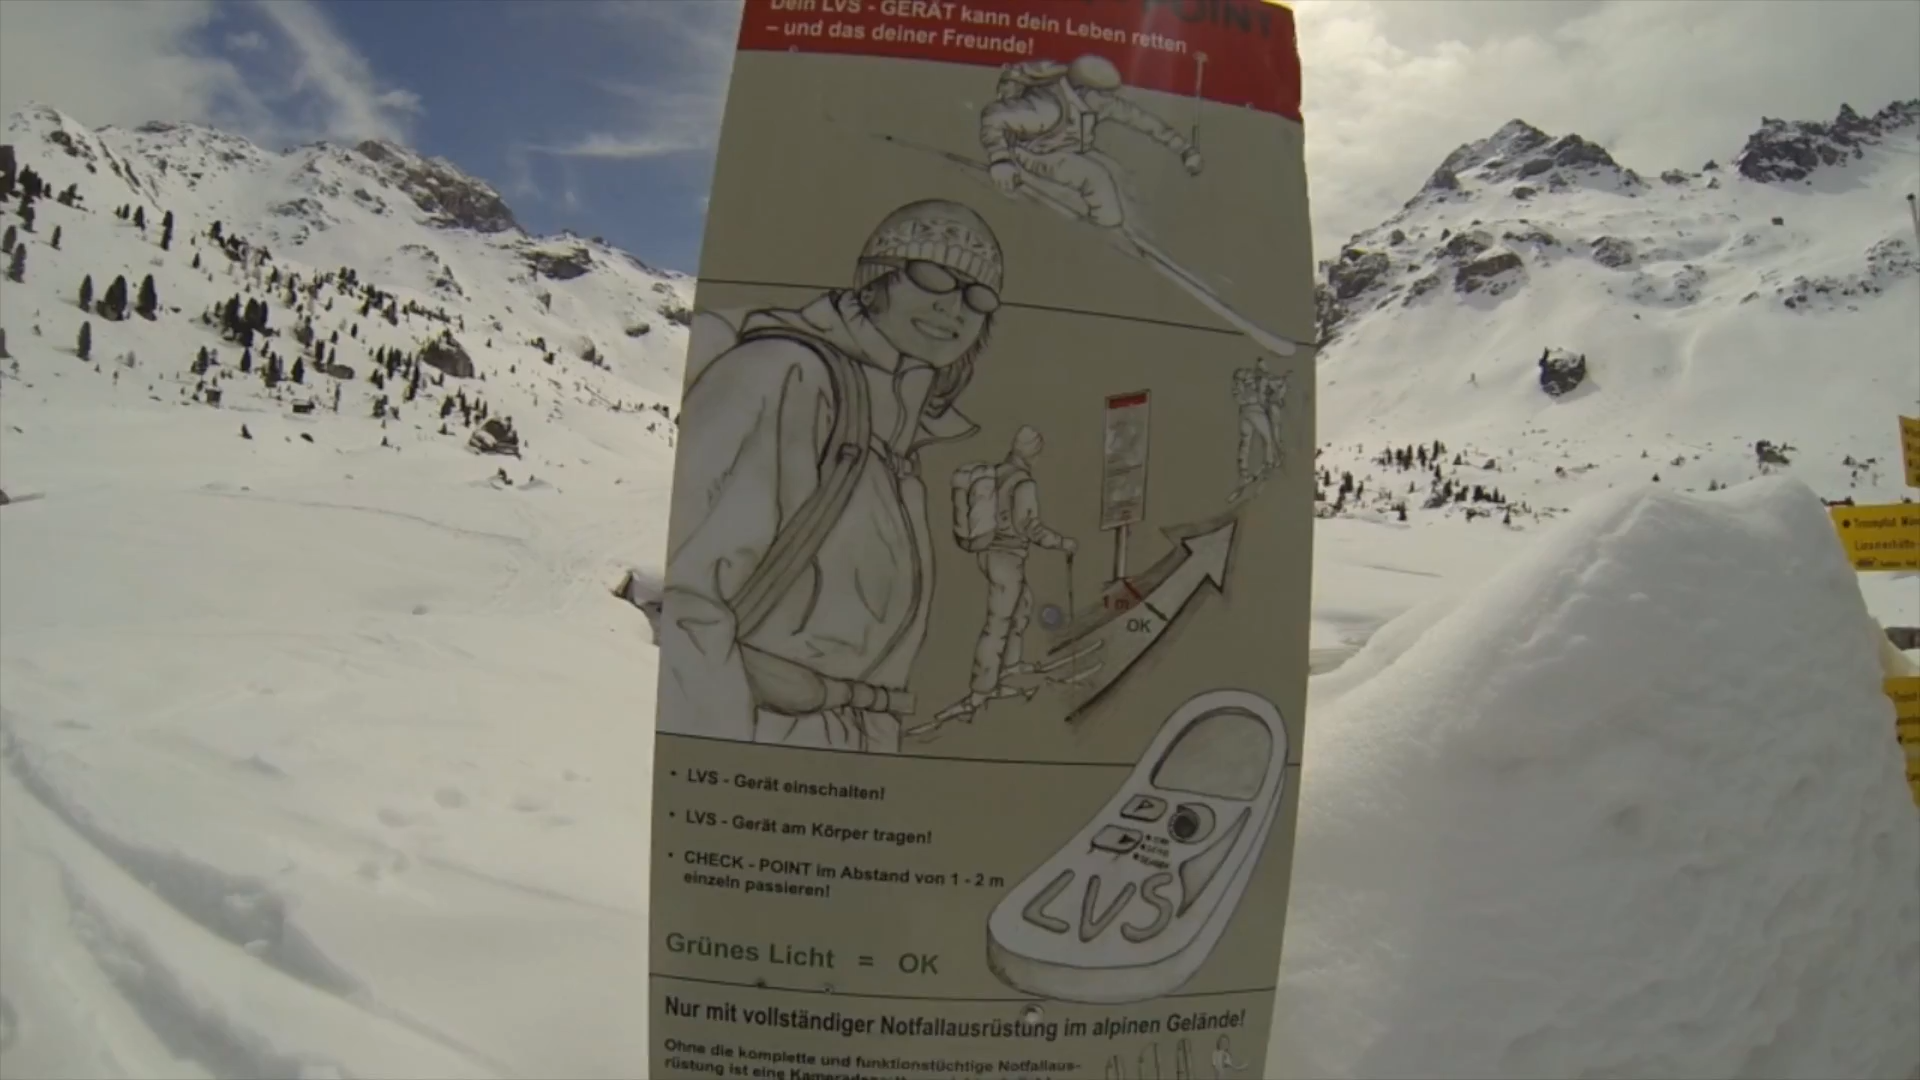 POINT
Dein LVS - GERÄT kann dein Leben retten
– und das deiner Freunde!
1 m
OK
• LVS - Gerät einschalten!
• LVS - Gerät am Körper tragen!
• CHECK - POINT im Abstand von 1 - 2 m
einzeln passieren!
LVS
Grünes Licht = OK
Nur mit vollständiger Notfallausrüstung im alpinen Gelände!
Ohne die komplette und funktionstüchtige Notfallaus-
rüstung ist eine